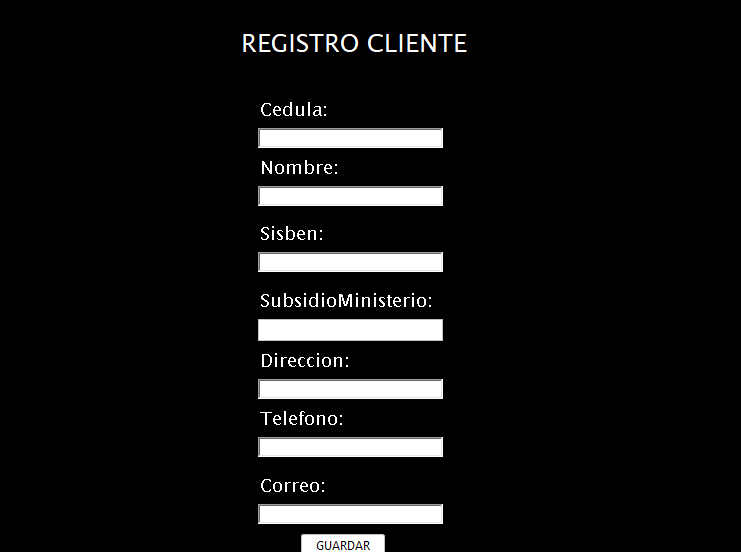 REGISTRO CLIENTE
Cedula:
Nombre:
Sisben:
SubsidioMinisterio:
Direccion:
Telefono:
Correo:
GUARDAR